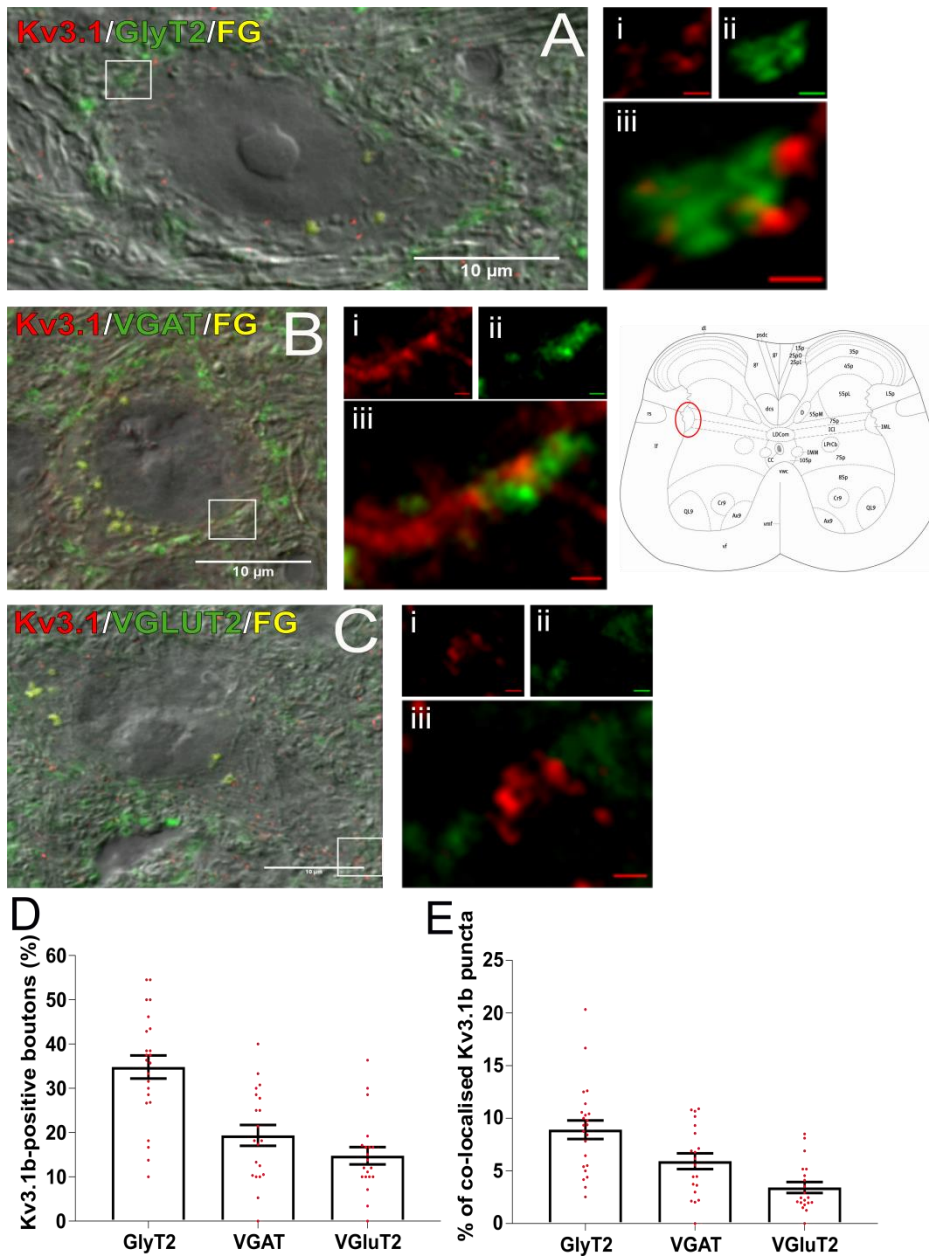 Kv3.1/GlyT2/FG
A
i
ii
iii
10 µm
Kv3.1/VGAT/FG
B
i
ii
iii
10 µm
dl
psdc
gr
gr
LSp
2SpO
2SpI
3Sp
4Sp
5SpL
LSp
rs
lf
dcs
D
5SpM
7Sp
ICl
IML
LDCom
LPrCb
CC
IMM
10Sp
7Sp
vwc
8Sp
Cr9
QL9
Ax9
Cr9
QL9
Ax9
vmf
vf
Kv3.1/VGLUT2/FG
C
i
ii
iii
10 µm
D
Kv3.1b-positive boutons (%)
60
50
40
30
20
10
0
GlyT2
VGAT
VGluT2
E
% of co-localised Kv3.1b puncta
25
20
15
10
5
0
GlyT2
VGAT
VGluT2